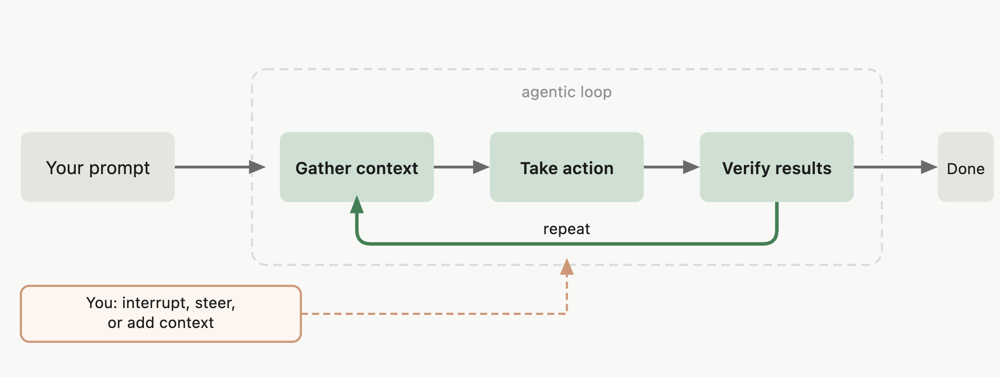 agentic loop
Your prompt
Gather context
Take action
Verify results
Done
repeat
You: interrupt, steer,
or add context